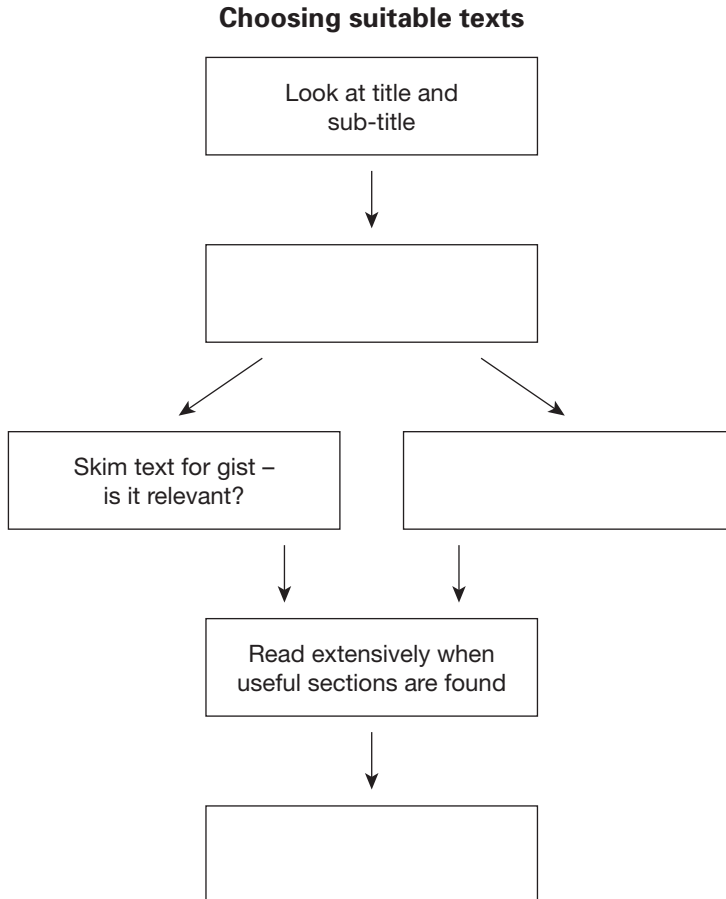 Choosing suitable texts
Look at title and
sub-title
Skim text for gist –
is it relevant?
Read extensively when
useful sections are found